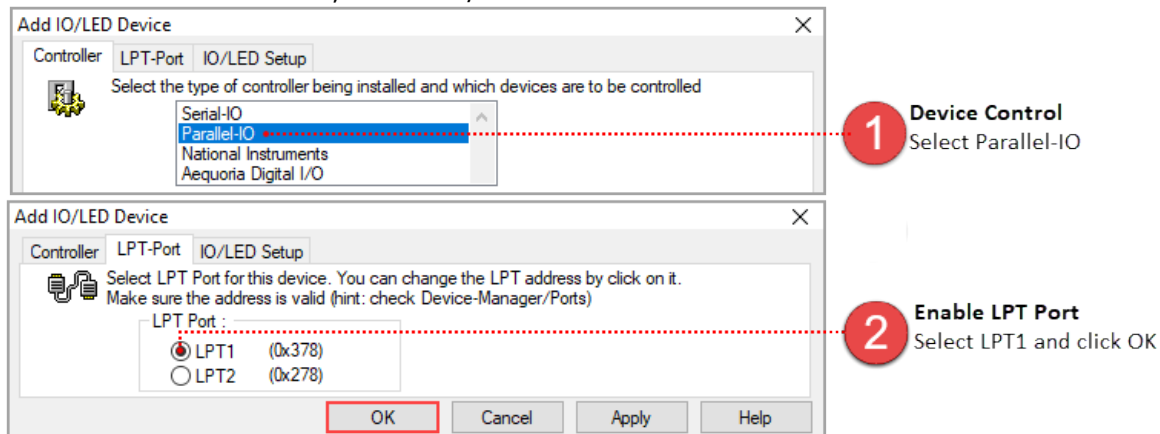 Add IO/LED Device
Controller LPT-Port IO/LED Setup
Select the type of controller being installed and which devices are to be controlled
Serial-IO
Parallel-IO
National Instruments
Aequoria Digital I/O
1
Device Control
Select Parallel-IO
Add IO/LED Device
Controller LPT-Port IO/LED Setup
Select LPT Port for this device. You can change the LPT address by click on it.
Make sure the address is valid (hint: check Device-Manager/Ports)
LPT Port :
LPT1 (0x378)
LPT2 (0x278)
OK Cancel Apply Help
2
Enable LPT Port
Select LPT1 and click OK